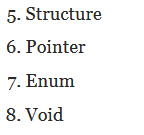 5. Structure
6. Pointer
7. Enum
8. Void